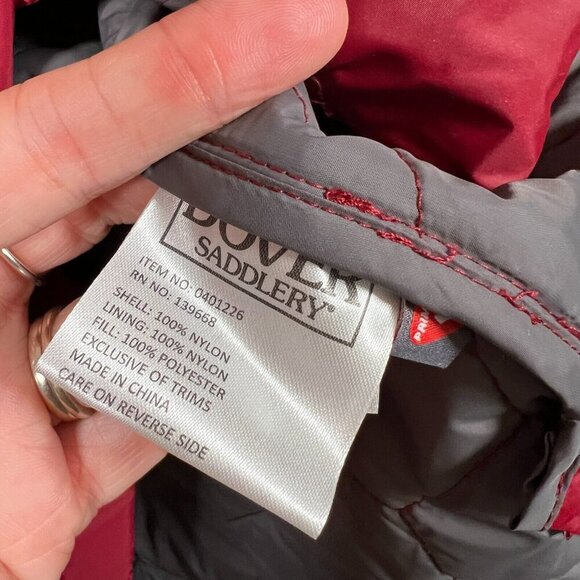 DOVER
SADDLERY®
ITEM NO: 0401226
RN NO: 139668
SHELL: 100% NYLON
LINING: 100% NYLON
FILL: 100% POLYESTER
EXCLUSIVE OF TRIMS
MADE IN CHINA
CARE ON REVERSE SIDE